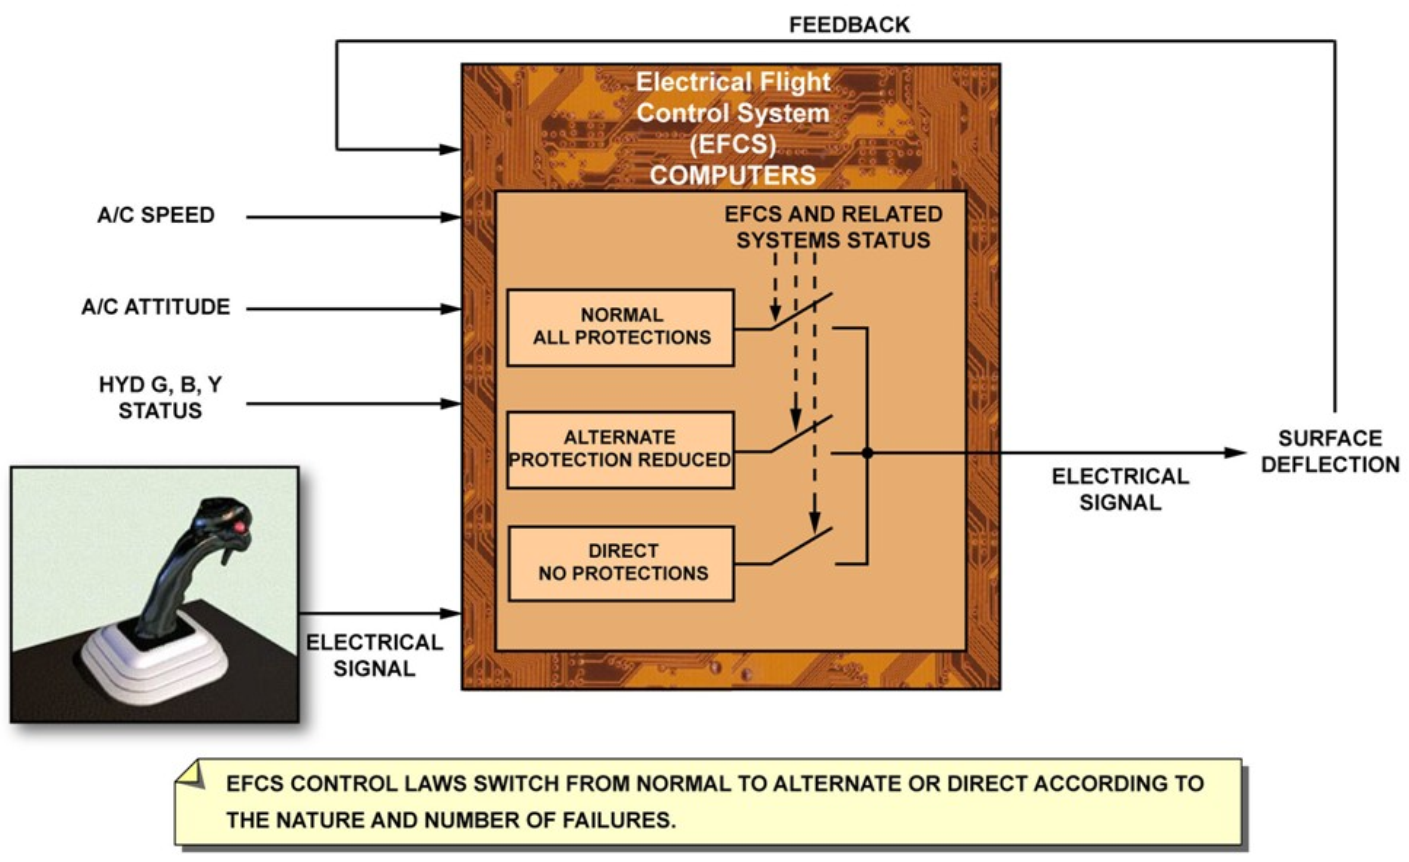 FEEDBACK
Electrical Flight
Control System
(EFCS)
COMPUTERS
A/C SPEED
EFCS AND RELATED
SYSTEMS STATUS
A/C ATTITUDE
NORMAL
ALL PROTECTIONS
HYD G, B, Y
STATUS
ALTERNATE
PROTECTION REDUCED
SURFACE
DEFLECTION
ELECTRICAL
SIGNAL
DIRECT
NO PROTECTIONS
ELECTRICAL
SIGNAL
EFCS CONTROL LAWS SWITCH FROM NORMAL TO ALTERNATE OR DIRECT ACCORDING TO
THE NATURE AND NUMBER OF FAILURES.